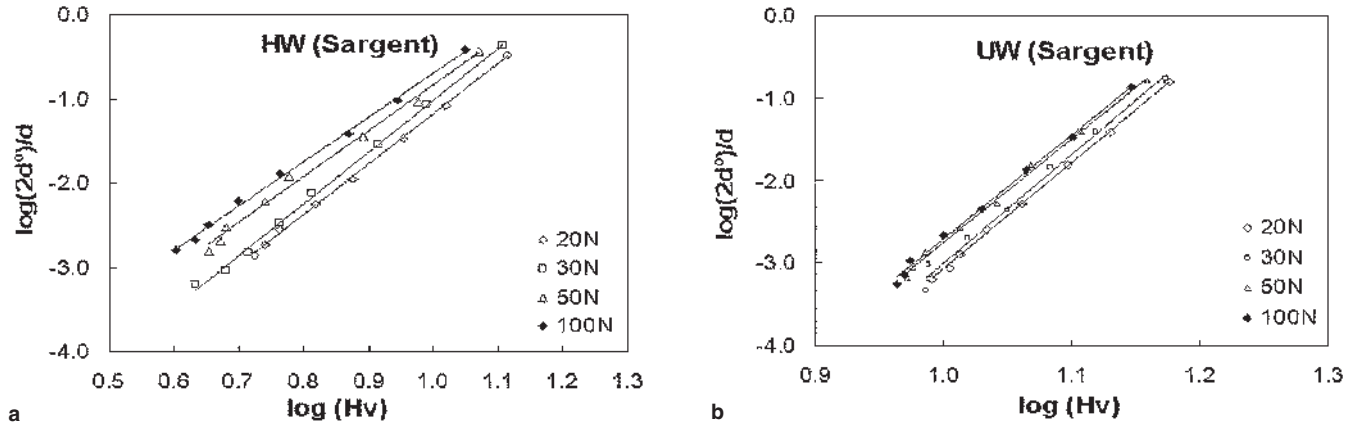 HW (Sargent)
log(2dº)/d
0.0
-1.0
-2.0
-3.0
-4.0
0.5 0.6 0.7 0.8 0.9 1.0 1.1 1.2 1.3
log (Hv)
20N
30N
50N
100N
a
UW (Sargent)
log(2dº)/d
0.0
-1.0
-2.0
-3.0
-4.0
0.9 1.0 1.1 1.2 1.3
log (Hv)
20N
30N
50N
100N
b